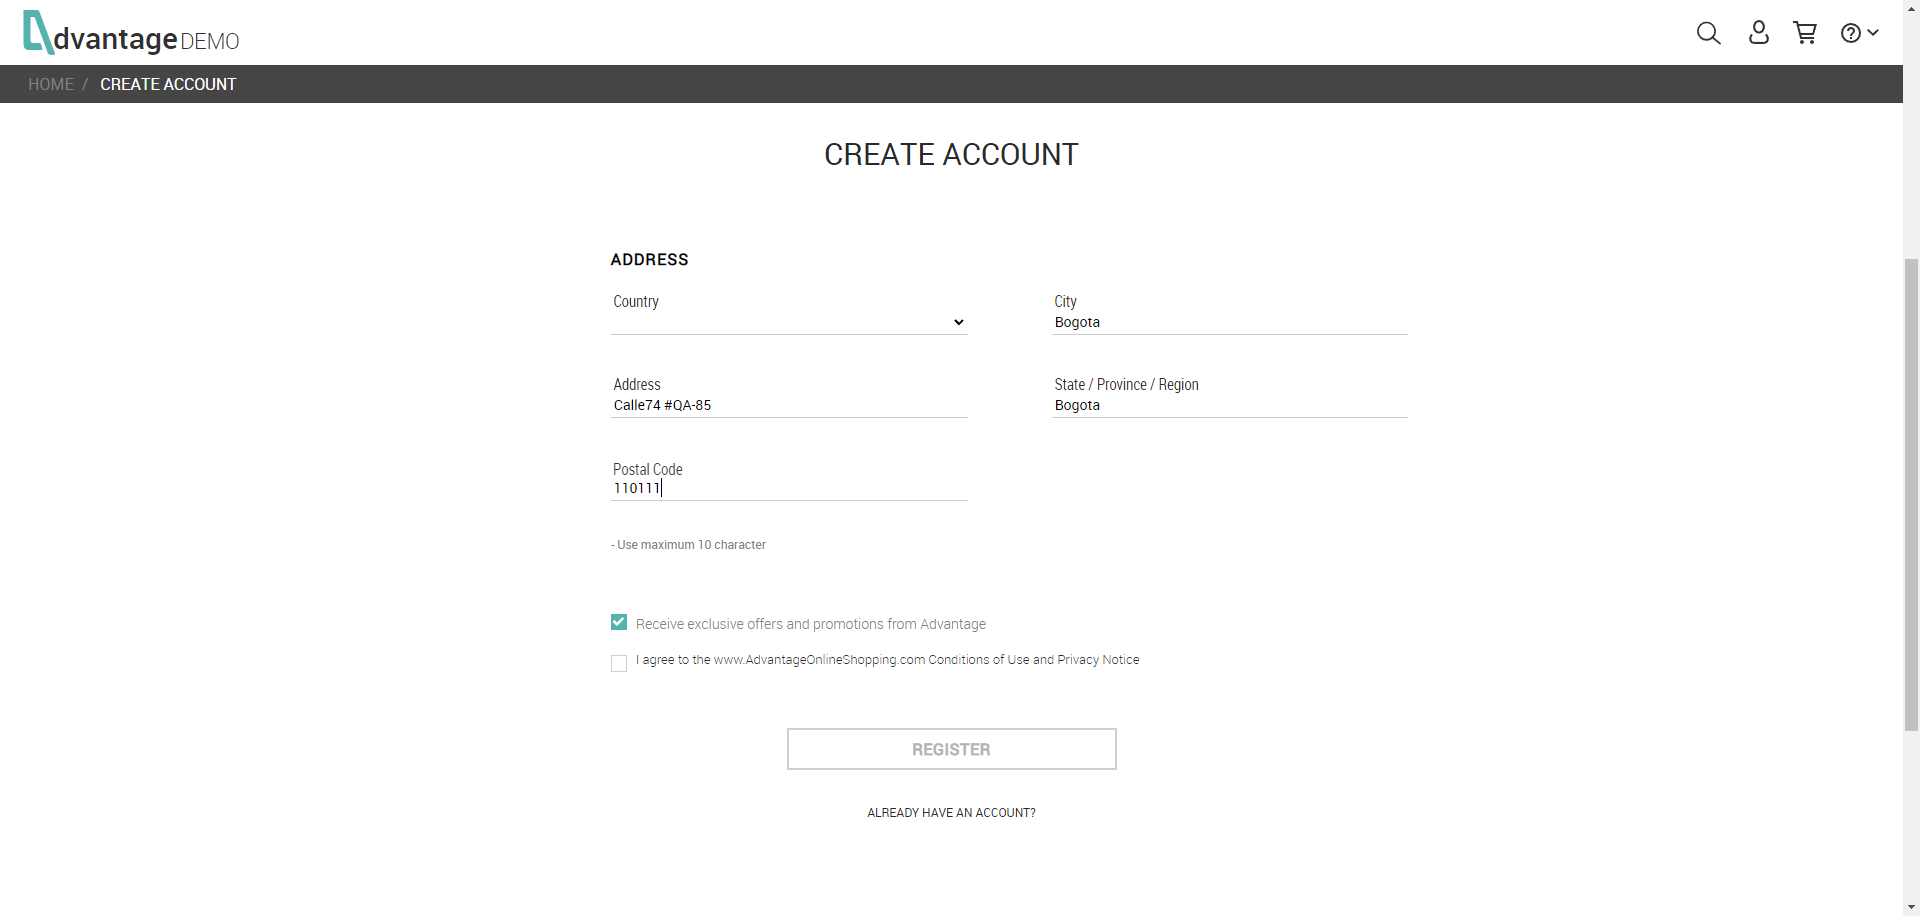 dvantage DEMO
HOME / CREATE ACCOUNT
CREATE ACCOUNT
ADDRESS
Country
City
Bogota
Address
Calle74 #QA-85
State / Province / Region
Bogota
Postal Code
110111
- Use maximum 10 character
Receive exclusive offers and promotions from Advantage
I agree to the www.AdvantageOnlineShopping.com Conditions of Use and Privacy Notice
REGISTER
ALREADY HAVE AN ACCOUNT?